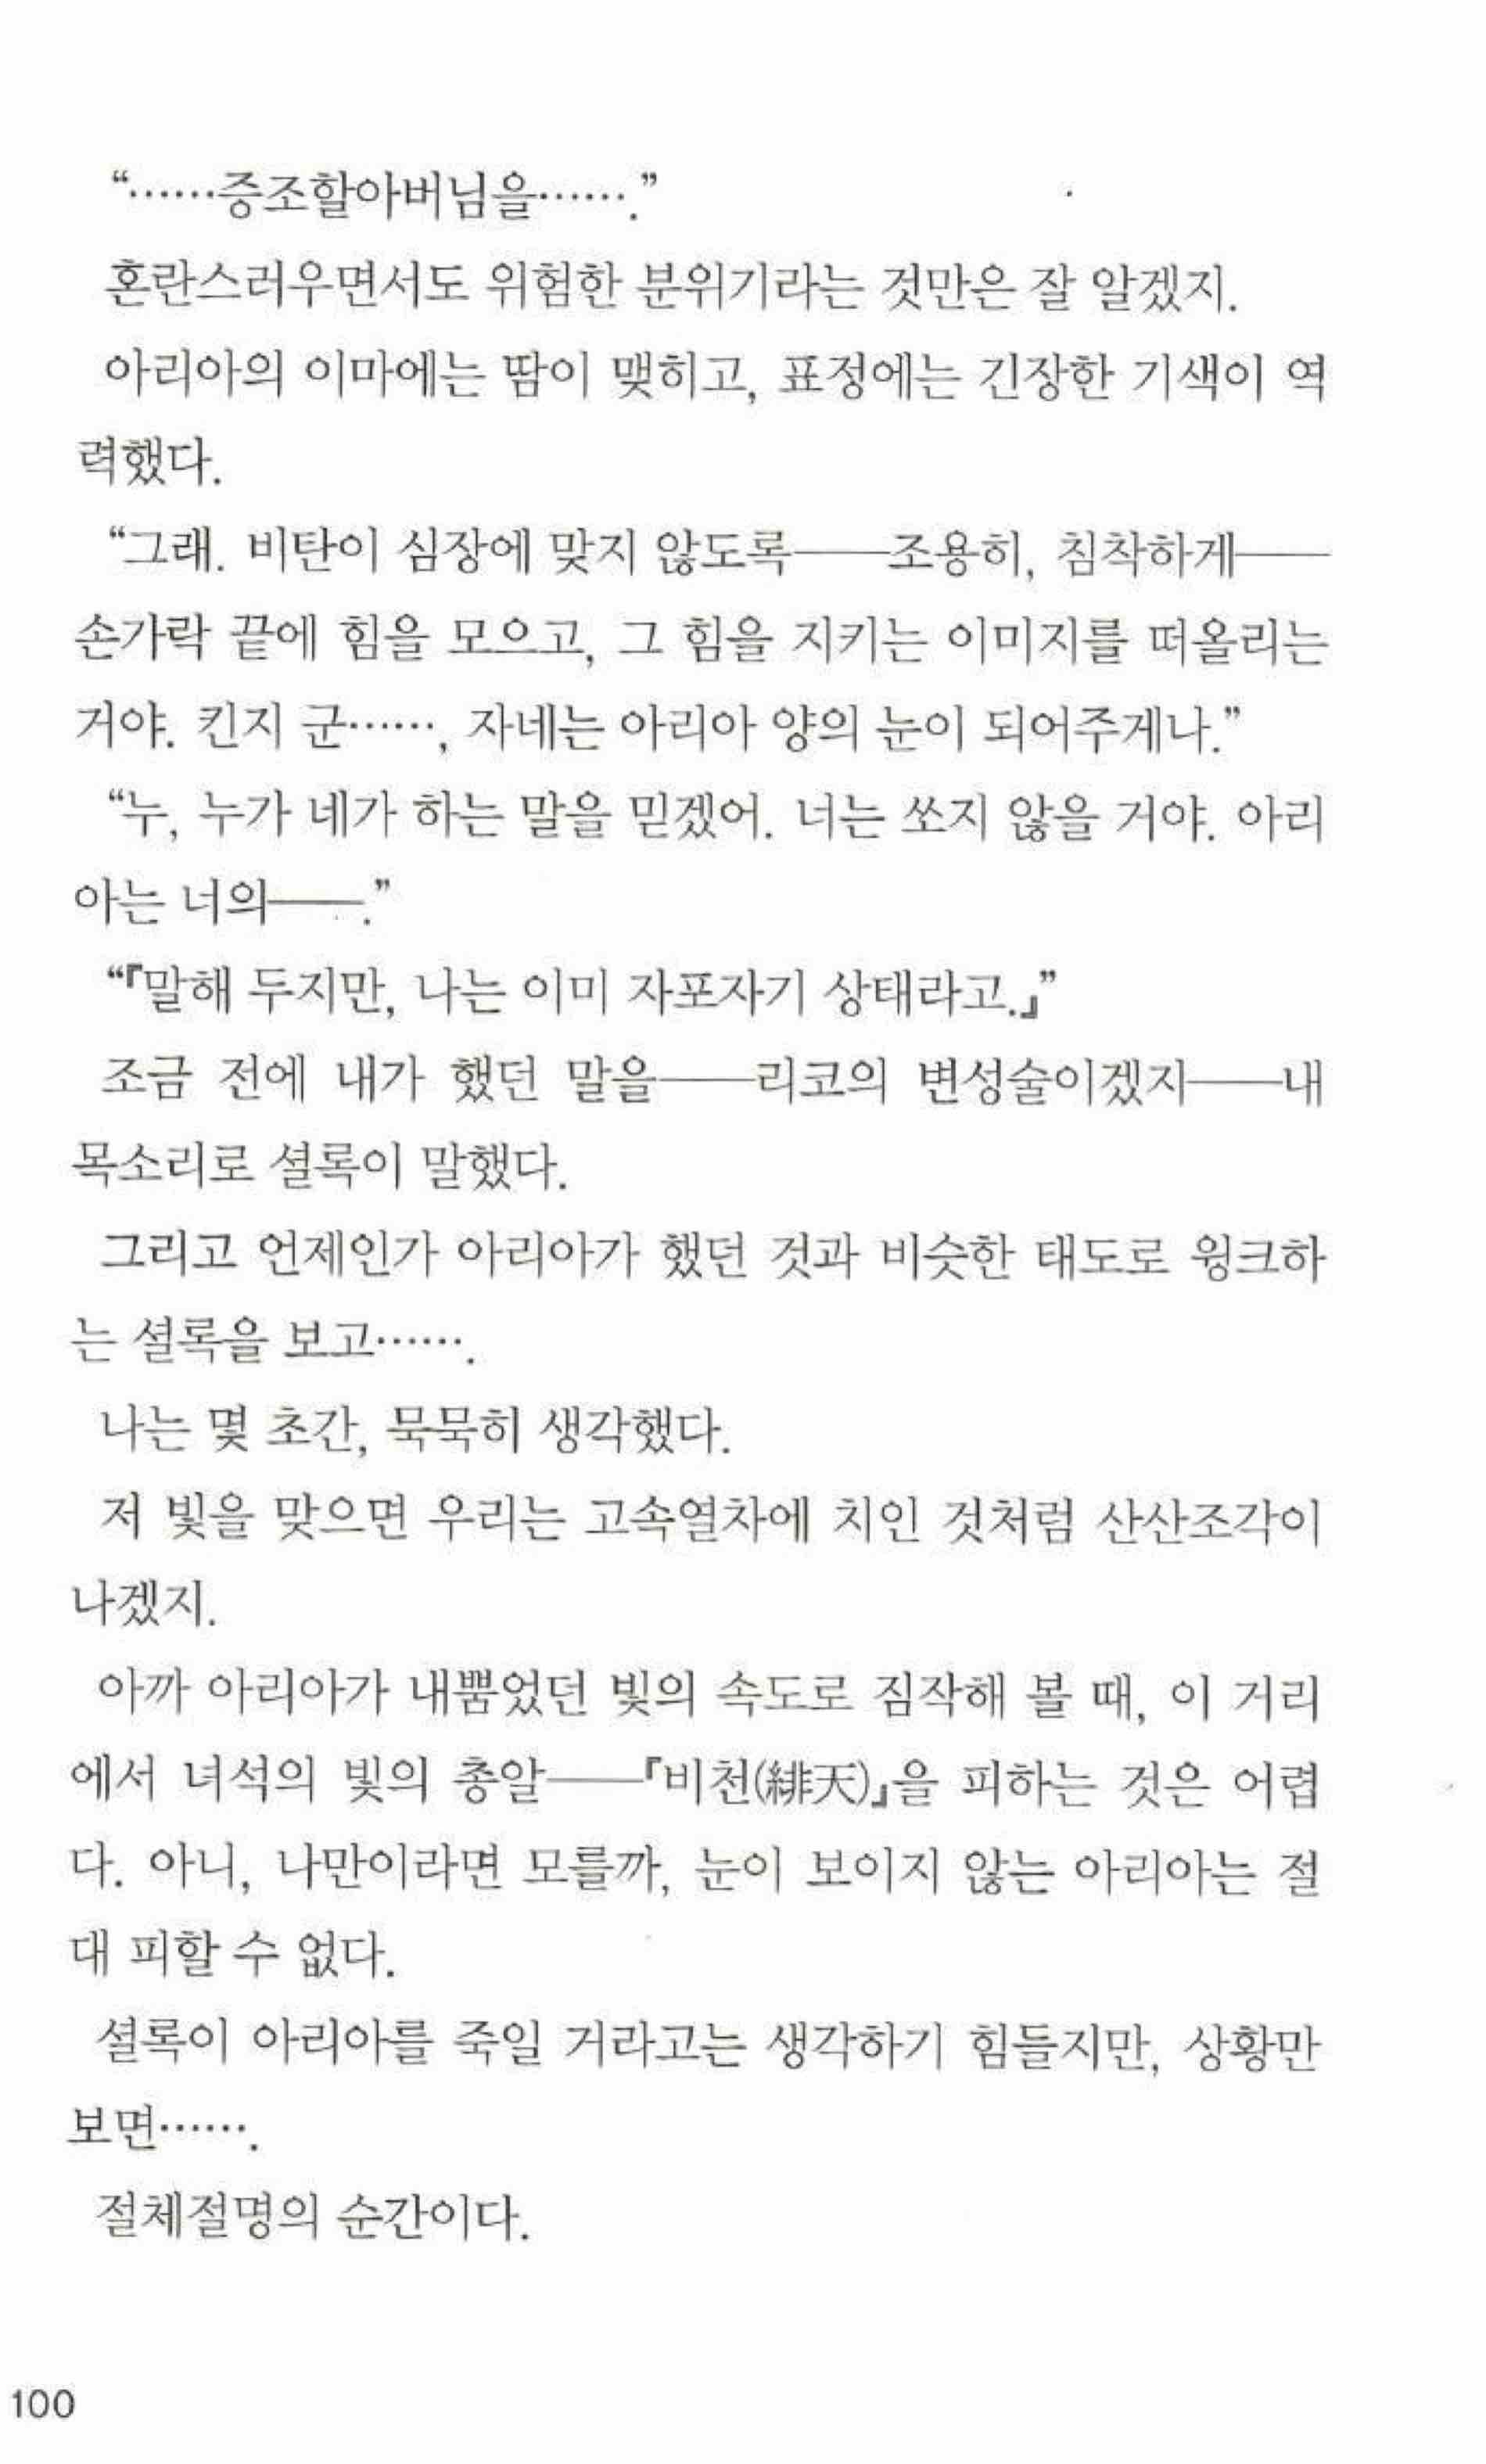 “……증조할아버님을…….”
혼란스러우면서도 위험한 분위기라는 것만은 잘 알겠지.
아리아의 이마에는 땀이 맺히고, 표정에는 긴장한 기색이 역
력했다.
“그래. 비탄이 심장에 맞지 않도록──조용히, 침착하게──
손가락 끝에 힘을 모으고, 그 힘을 지키는 이미지를 떠올리는
거야. 킨지 군……, 자네는 아리아 양의 눈이 되어주게나.”
“누, 누가 네가 하는 말을 믿겠어. 너는 쏘지 않을 거야. 아리
아는 너의──.”
“『말해 두지만, 나는 이미 자포자기 상태라고.』”
조금 전에 내가 했던 말을──리코의 변성술이겠지──내
목소리로 셜록이 말했다.
그리고 언제인가 아리아가 했던 것과 비슷한 태도로 윙크하
는 셜록을 보고…….
나는 몇 초간, 묵묵히 생각했다.
저 빛을 맞으면 우리는 고속열차에 치인 것처럼 산산조각이
나겠지.
아까 아리아가 내뿜었던 빛의 속도로 짐작해 볼 때, 이 거리
에서 녀석의 빛의 총알──『비천(緋天)』을 피하는 것은 어렵
다. 아니, 나만이라면 모를까, 눈이 보이지 않는 아리아는 절
대 피할 수 없다.
셜록이 아리아를 죽일 거라고는 생각하기 힘들지만, 상황만
보면…….
절체절명의 순간이다.
100